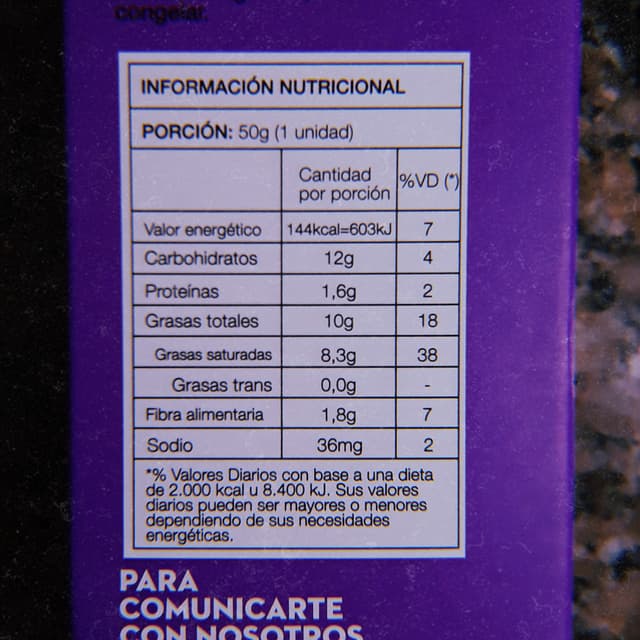 congelar.
INFORMACIÓN NUTRICIONAL
PORCIÓN: 50g (1 unidad)
Cantidad
por porción %VD (*)
Valor energético 144kcal=603kJ 7
Carbohidratos 12g 4
Proteínas 1,6g 2
Grasas totales 10g 18
Grasas saturadas 8,3g 38
Grasas trans 0,0g -
Fibra alimentaria 1,8g 7
Sodio 36mg 2
*% Valores Diarios con base a una dieta
de 2.000 kcal u 8.400 kJ. Sus valores
diarios pueden ser mayores o menores
dependiendo de sus necesidades
energéticas.
PARA
COMUNICARTE
CON NOSOTROS